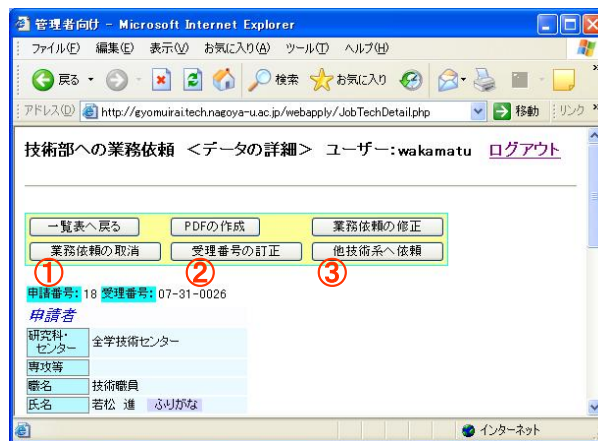 管理者向け - Microsoft Internet Explorer
ファイル(F) 編集(E) 表示(V) お気に入り(A) ツール(T) ヘルプ(H)
戻る 検索 お気に入り
アドレス(D) http://gyomuirai.tech.nagoya-u.ac.jp/webapply/JobTechDetail.php 移動 リンク
技術部への業務依頼 <データの詳細> ユーザー:wakamatu ログアウト
一覧表へ戻る PDFの作成 業務依頼の修正
業務依頼の取消 受理番号の訂正 他技術系へ依頼
① ② ③
申請番号: 18 受理番号: 07-31-0026
申請者
研究科・センター 全学技術センター
専攻等
職名 技術職員
氏名 若松 進 ふりがな
インターネット